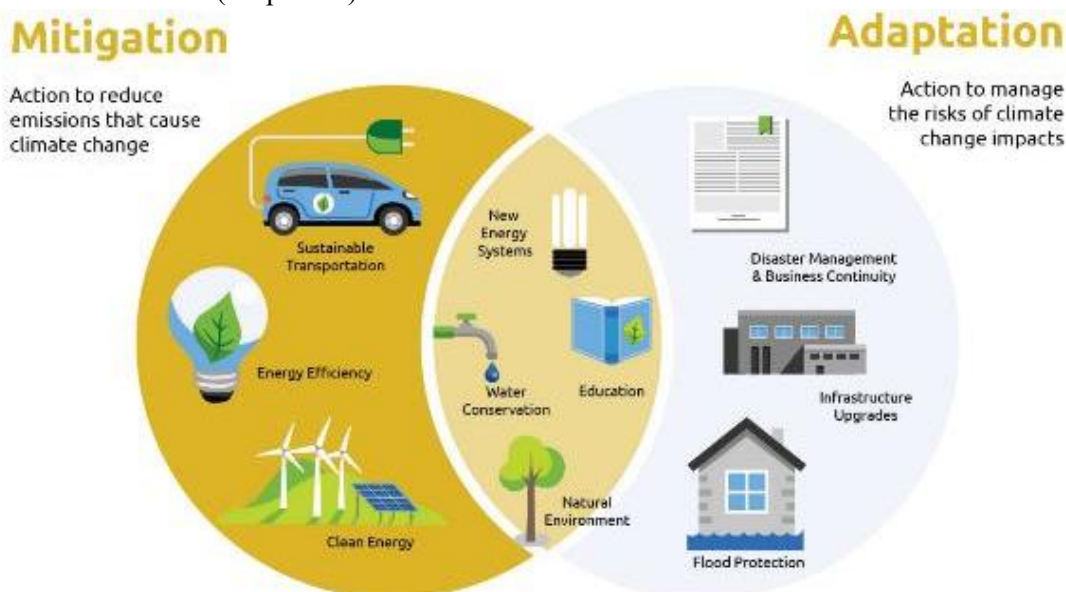 Mitigation
Adaptation
Action to reduce
emissions that cause
climate change
Action to manage
the risks of climate
change impacts
Sustainable
Transportation
Energy Efficiency
Clean Energy
New
Energy
Systems
Water
Conservation
Education
Natural
Environment
Disaster Management
& Business Continuity
Infrastructure
Upgrades
Flood Protection